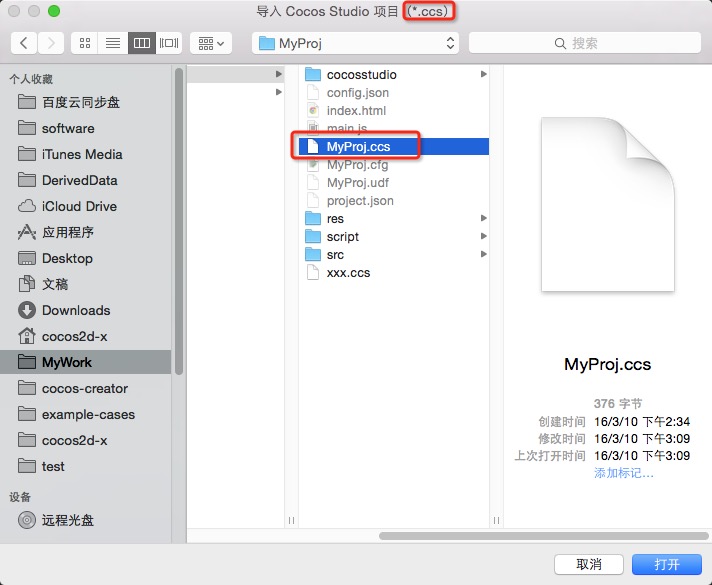 导入 Cocos Studio 项目 (*.ccs)
MyProj
搜索
个人收藏
百度云同步盘
software
iTunes Media
DerivedData
iCloud Drive
应用程序
Desktop
文稿
Downloads
cocos2d-x
MyWork
cocos-creator
example-cases
cocos2d-x
test
设备
远程光盘
cocosstudio
config.json
index.html
main.js
MyProj.ccs
MyProj.cfg
MyProj.udf
project.json
res
script
src
xxx.ccs
MyProj.ccs
376 字节
创建时间 16/3/10 下午2:34
修改时间 16/3/10 下午3:09
上次打开时间 16/3/10 下午3:09
添加标记...
取消
打开